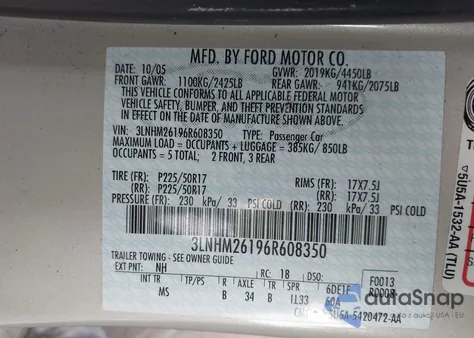 MFD. BY FORD MOTOR CO.
DATE: 10/05 GVWR: 2019KG/4450LB
FRONT GAWR: 1100KG/2425LB REAR GAWR: 941KG/2075LB
THIS VEHICLE CONFORMS TO ALL APPLICABLE FEDERAL MOTOR
VEHICLE SAFETY, BUMPER, AND THEFT PREVENTION STANDARDS
IN EFFECT ON THE DATE OF MANUFACTURE SHOWN ABOVE.
VIN: 3LNHM26196R608350 TYPE: Passenger Car
MAXIMUM LOAD = OCCUPANTS + LUGGAGE = 385KG/ 850LB
OCCUPANTS = 5 TOTAL; 2 FRONT, 3 REAR
TIRE (FR): P225/50R17 RIMS (FR): 17X7.5J
(RR): P225/50R17 (RR): 17X7.5J
PRESSURE (FR): 230 kPa/ 33 PSI COLD (RR): 230 kPa/ 33 PSI COLD
3LNHM26196R608350
TRAILER TOWING - SEE OWNER GUIDE
EXT PNT: NH RC: 18 DSO: F0013
INT TR TP/PS R AXLE TR SPR R0008
MS B 34 B 1133 60A
5U5A-5420472-AA
5U5A-1532-AA (TLU)
autoSnap